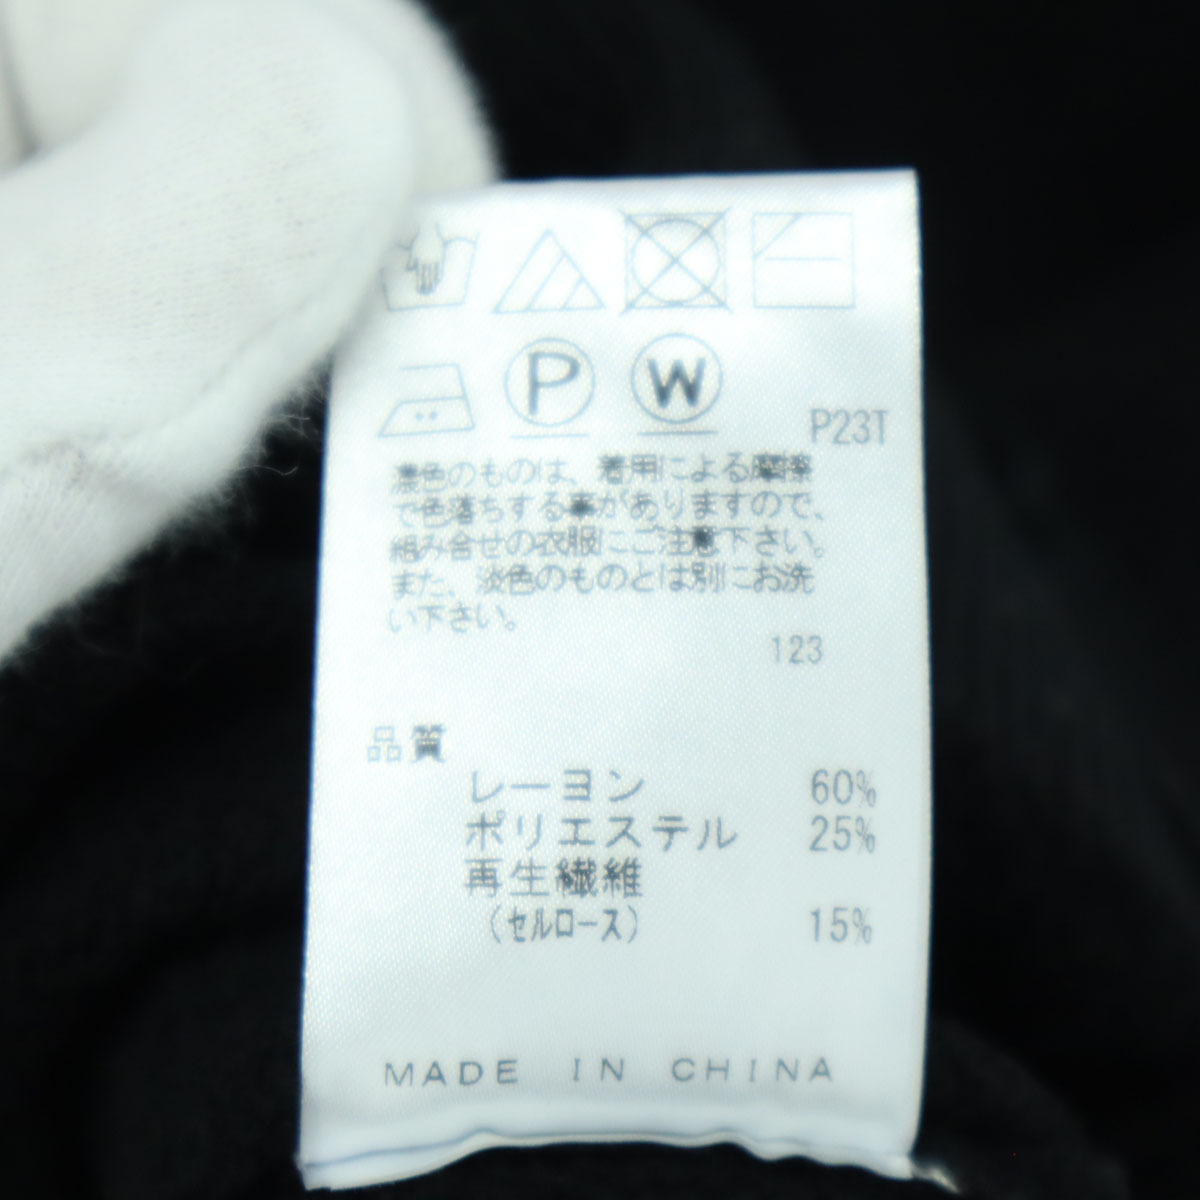 P W
P23T
濃色のものは、着用による摩擦
で色落ちする事がありますので、
組み合せの衣服にご注意下さい。
また、淡色のものとは別にお洗
い下さい。
123
品質
レーヨン 60%
ポリエステル 25%
再生繊維
(セルロース) 15%
MADE IN CHINA